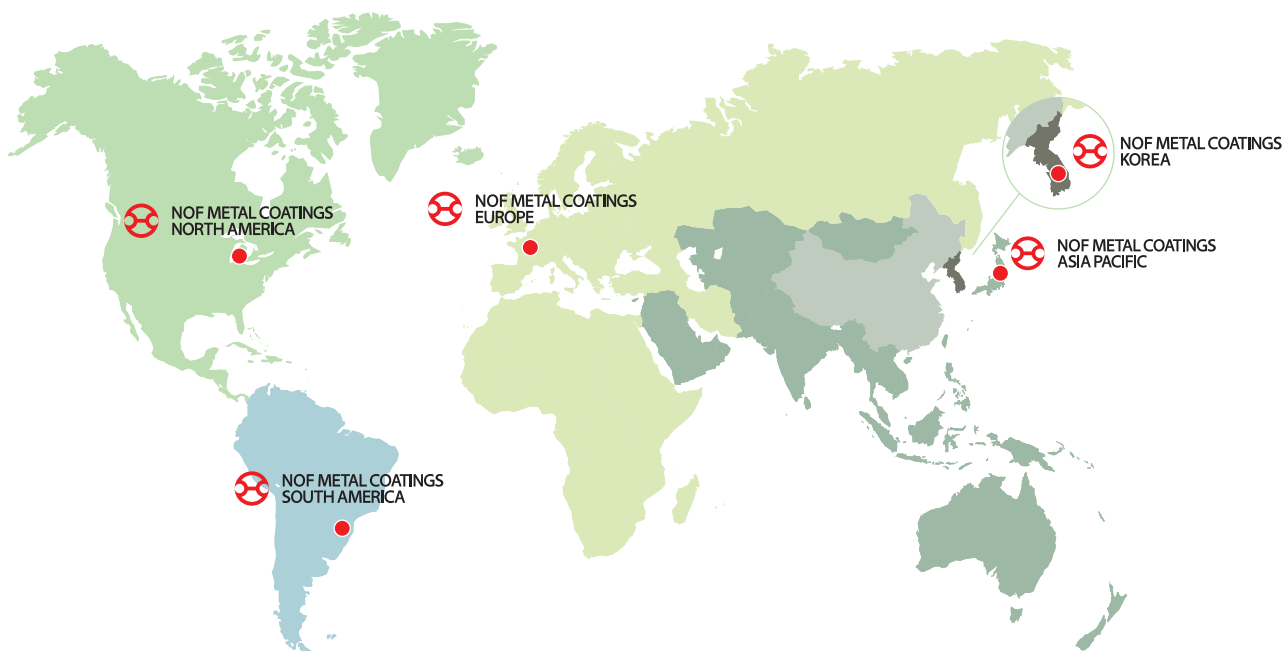 NOF METAL COATINGS
KOREA
NOF METAL COATINGS
NORTH AMERICA
NOF METAL COATINGS
EUROPE
NOF METAL COATINGS
ASIA PACIFIC
NOF METAL COATINGS
SOUTH AMERICA